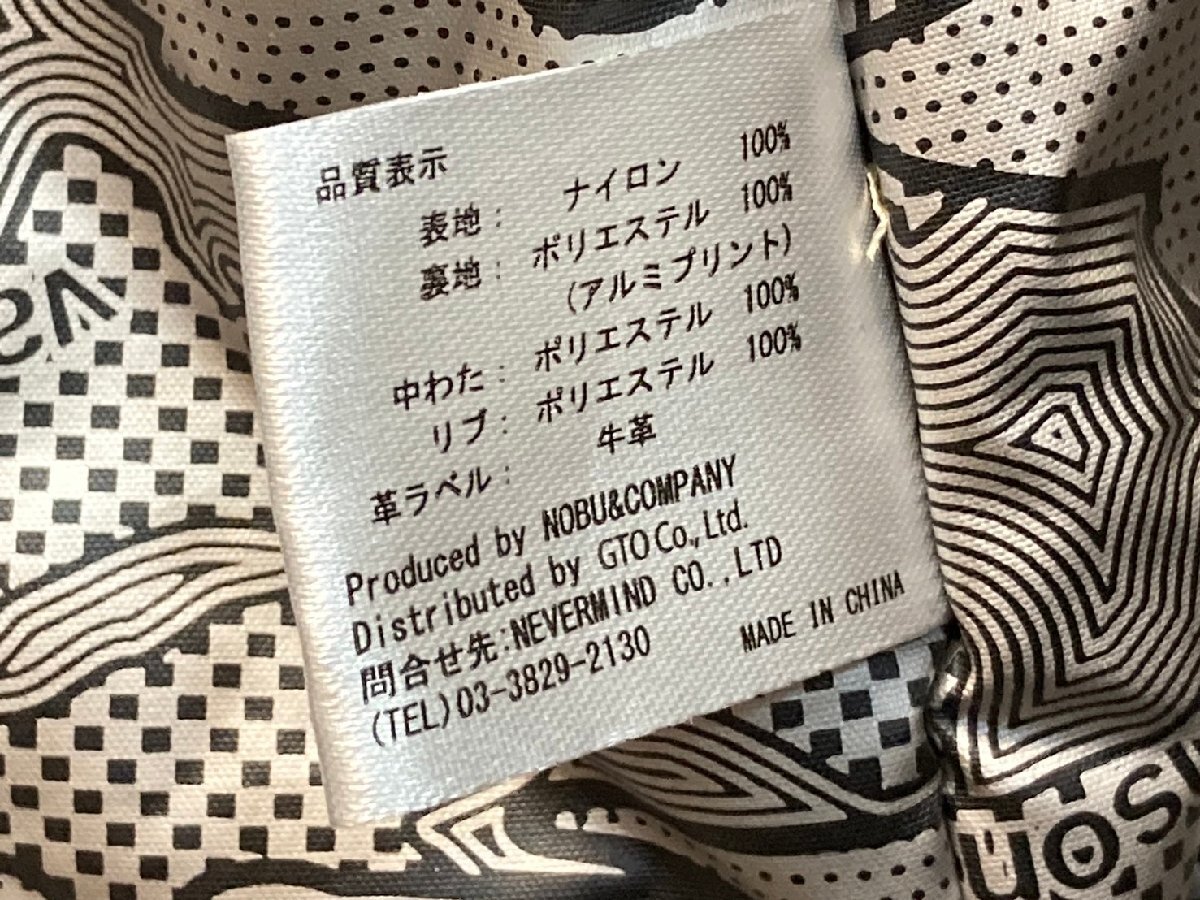 品質表示
表地： ナイロン 100%
裏地： ポリエステル 100%
(アルミプリント)
中わた： ポリエステル 100%
リブ： ポリエステル 100%
革ラベル： 牛革
Produced by NOBU&COMPANY
Distributed by GTO Co.,Ltd.
問合せ先:NEVERMIND CO.,LTD
(TEL)03-3829-2130 MADE IN CHINA